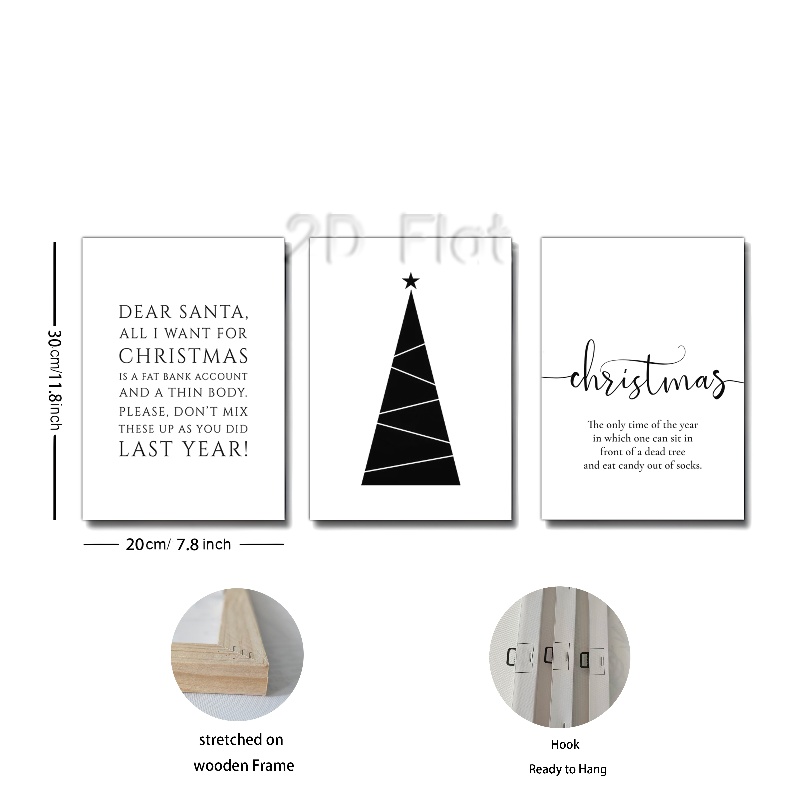 2D Flat
DEAR SANTA,
ALL I WANT FOR
CHRISTMAS
IS A FAT BANK ACCOUNT
AND A THIN BODY.
PLEASE, DON'T MIX
THESE UP AS YOU DID
LAST YEAR!
christmas
The only time of the year
in which one can sit in
front of a dead tree
and eat candy out of socks.
30cm/11.8inch
20cm/ 7.8 inch
stretched on
wooden Frame
Hook
Ready to Hang